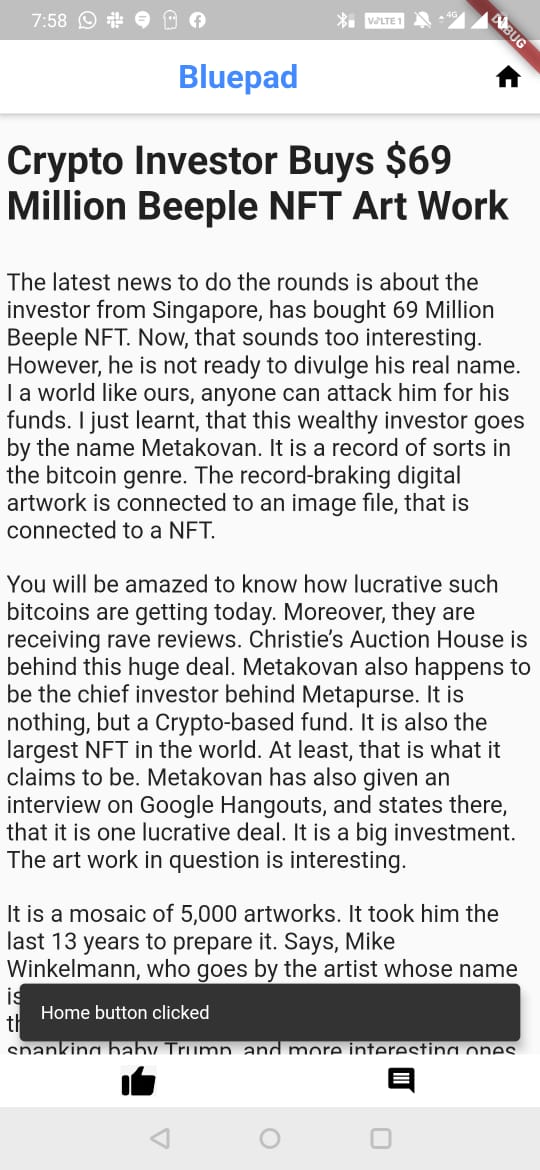 7:58
VoLTE 1
4G
DEBUG
Bluepad
Crypto Investor Buys $69
Million Beeple NFT Art Work
The latest news to do the rounds is about the
investor from Singapore, has bought 69 Million
Beeple NFT. Now, that sounds too interesting.
However, he is not ready to divulge his real name.
I a world like ours, anyone can attack him for his
funds. I just learnt, that this wealthy investor goes
by the name Metakovan. It is a record of sorts in
the bitcoin genre. The record-braking digital
artwork is connected to an image file, that is
connected to a NFT.
You will be amazed to know how lucrative such
bitcoins are getting today. Moreover, they are
receiving rave reviews. Christie's Auction House is
behind this huge deal. Metakovan also happens to
be the chief investor behind Metapurse. It is
nothing, but a Crypto-based fund. It is also the
largest NFT in the world. At least, that is what it
claims to be. Metakovan has also given an
interview on Google Hangouts, and states there,
that it is one lucrative deal. It is a big investment.
The art work in question is interesting.
It is a mosaic of 5,000 artworks. It took him the
last 13 years to prepare it. Says, Mike
Winkelmann, who goes by the artist whose name
is
Home button clicked
spanking baby Trump, and more interesting ones